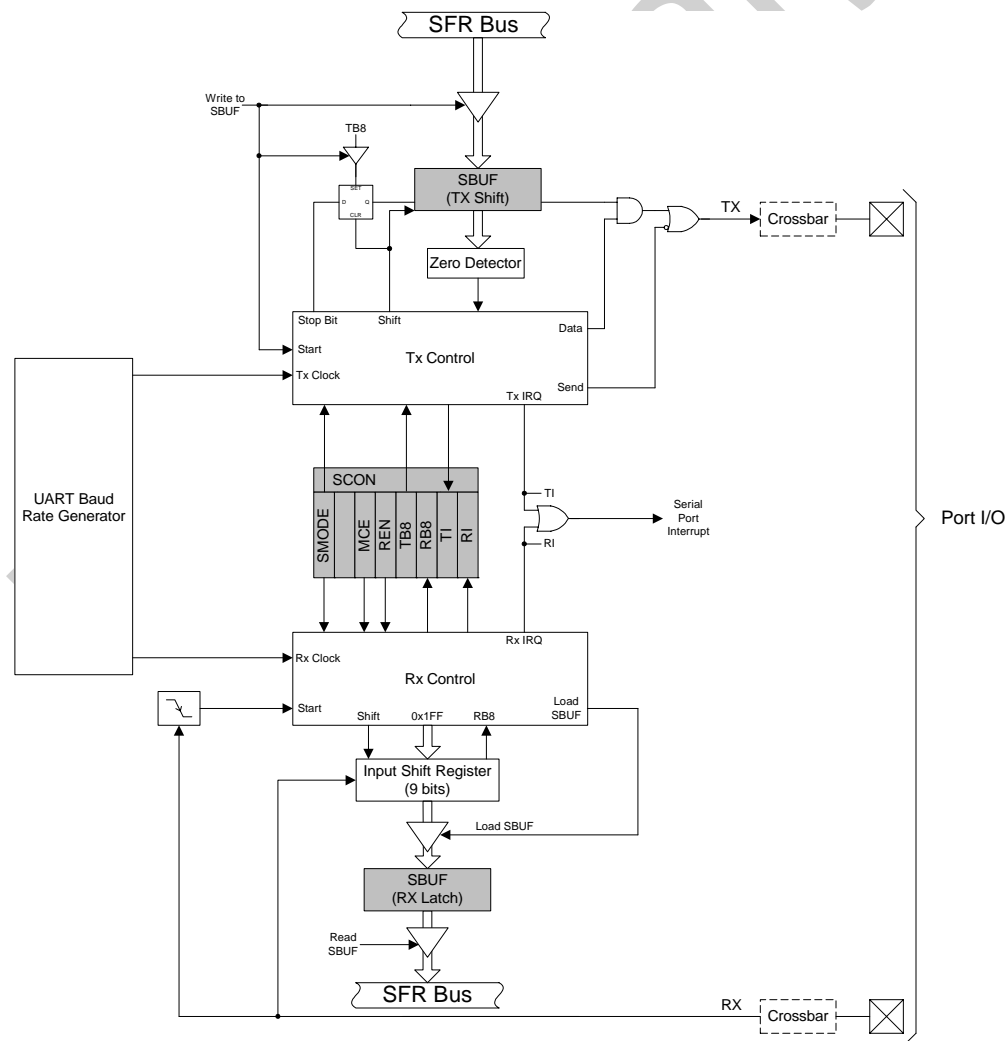 SFR Bus
Write to
SBUF
TB8
SET
D
Q
CLR
SBUF
(TX Shift)
TX
Crossbar
Zero Detector
Stop Bit
Shift
Data
Start
Tx Control
Tx Clock
Send
Tx IRQ
UART Baud
Rate Generator
SCON
SMODE
MCE
REN
TB8
RB8
TI
RI
TI
RI
Serial
Port
Interrupt
Port I/O
Rx IRQ
Rx Clock
Rx Control
Start
Load
SBUF
Shift
0x1FF
RB8
Input Shift Register
(9 bits)
Load SBUF
SBUF
(RX Latch)
Read
SBUF
SFR Bus
RX
Crossbar